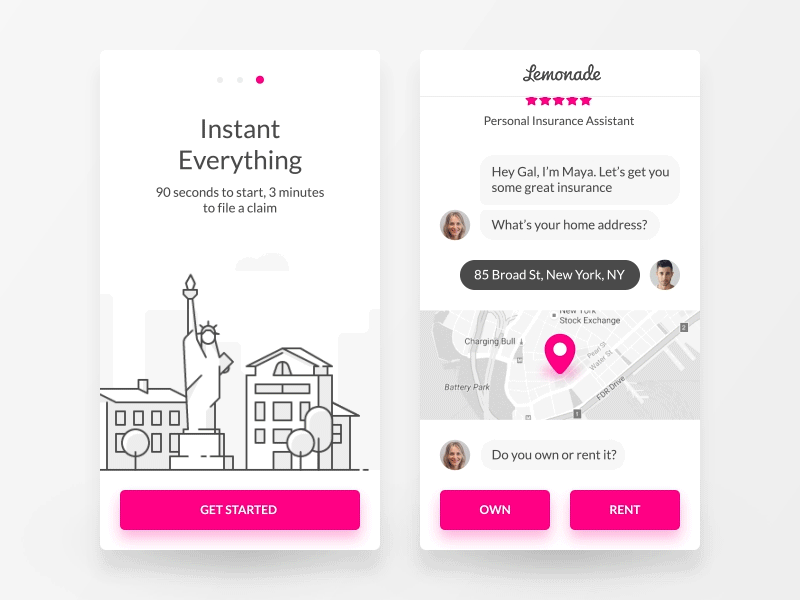 Instant
Everything
90 seconds to start, 3 minutes
to file a claim
GET STARTED
Lemonade
Personal Insurance Assistant
Hey Gal, I'm Maya. Let's get you
some great insurance
What's your home address?
85 Broad St, New York, NY
New York
Stock Exchange
Charging Bull
Pearl St
Water St
Battery Park
FDR Drive
2
1
Do you own or rent it?
OWN
RENT